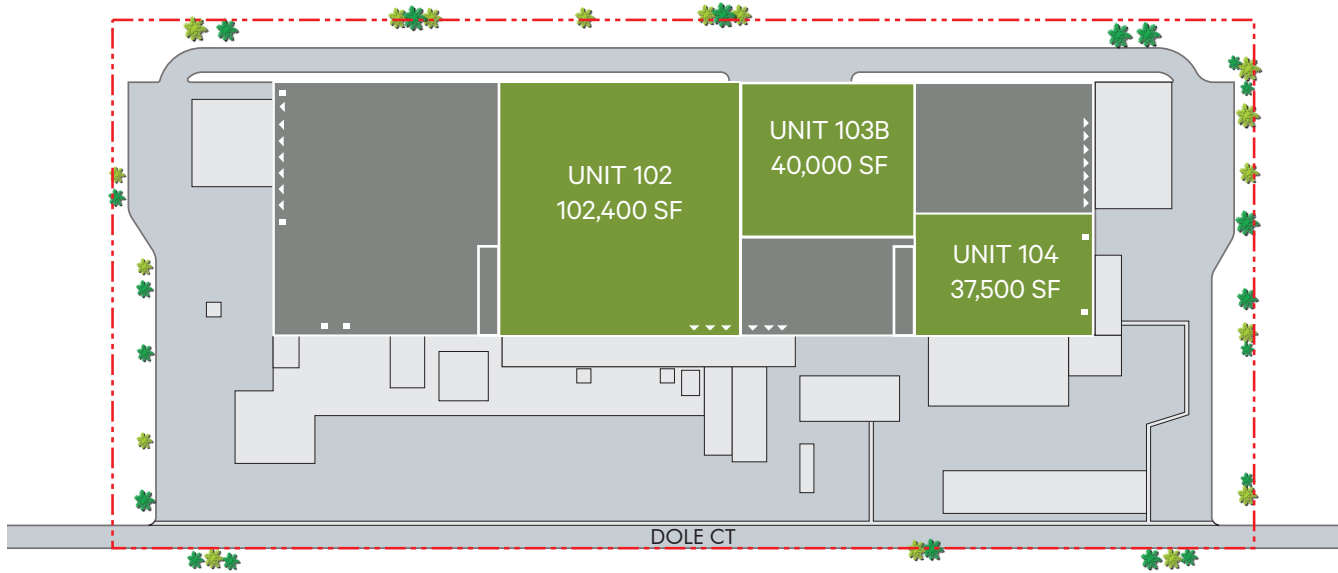 UNIT 102
102,400 SF
UNIT 103B
40,000 SF
UNIT 104
37,500 SF
DOLE CT